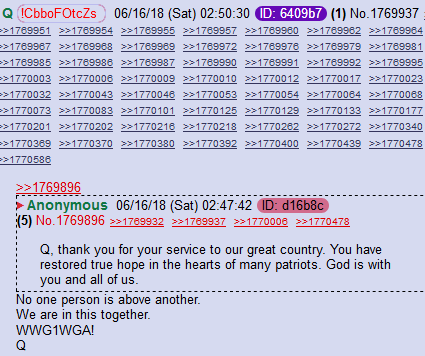 Q !CbboFOtcZs 06/16/18 (Sat) 02:50:30 ID: 6409b7 (1) No.1769937
>>1769951 >>1769954 >>1769955 >>1769957 >>1769960 >>1769962 >>1769964
>>1769966 >>1769968 >>1769969 >>1769972 >>1769976 >>1769978 >>1769979
>>1769983 >>1769986 >>1769987 >>1769990 >>1769991 >>1769992 >>1769995
>>1769996 >>1770006 >>1770009 >>1770010 >>1770012 >>1770017 >>1770023
>>1770032 >>1770043 >>1770046 >>1770053 >>1770054 >>1770064 >>1770068
>>1770073 >>1770083 >>1770101 >>1770125 >>1770129 >>1770133 >>1770177
>>1770201 >>1770202 >>1770216 >>1770218 >>1770262 >>1770272 >>1770340
>>1770369 >>1770370 >>1770380 >>1770392 >>1770400 >>1770439 >>1770478
>>1770586
>>1769896
Anonymous 06/16/18 (Sat) 02:47:42 ID: d16b8c
(5) No.1769896 >>1769932 >>1769937 >>1770006 >>1770478
Q, thank you for your service to our great country. You have
restored true hope in the hearts of many patriots. God is with
you and all of us.
No one person is above another.
We are in this together.
WWG1WGA!
Q